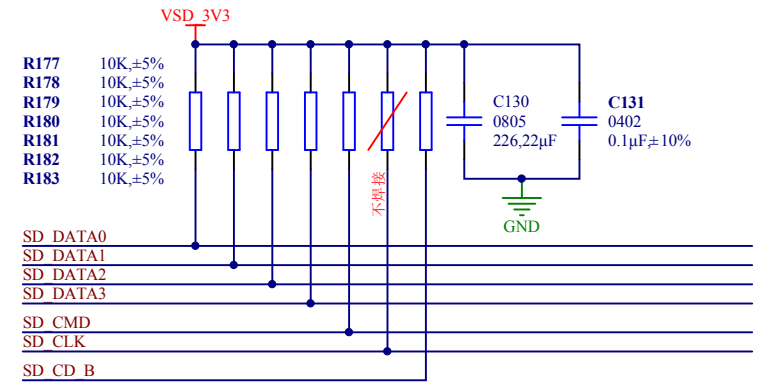 VSD_3V3
R177 10K,±5%
R178 10K,±5%
R179 10K,±5%
R180 10K,±5%
R181 10K,±5%
R182 10K,±5%
R183 10K,±5%
C130
0805
226,22μF
C131
0402
0.1μF,±10%
不焊接
GND
SD_DATA0
SD_DATA1
SD_DATA2
SD_DATA3
SD_CMD
SD_CLK
SD_CD_B